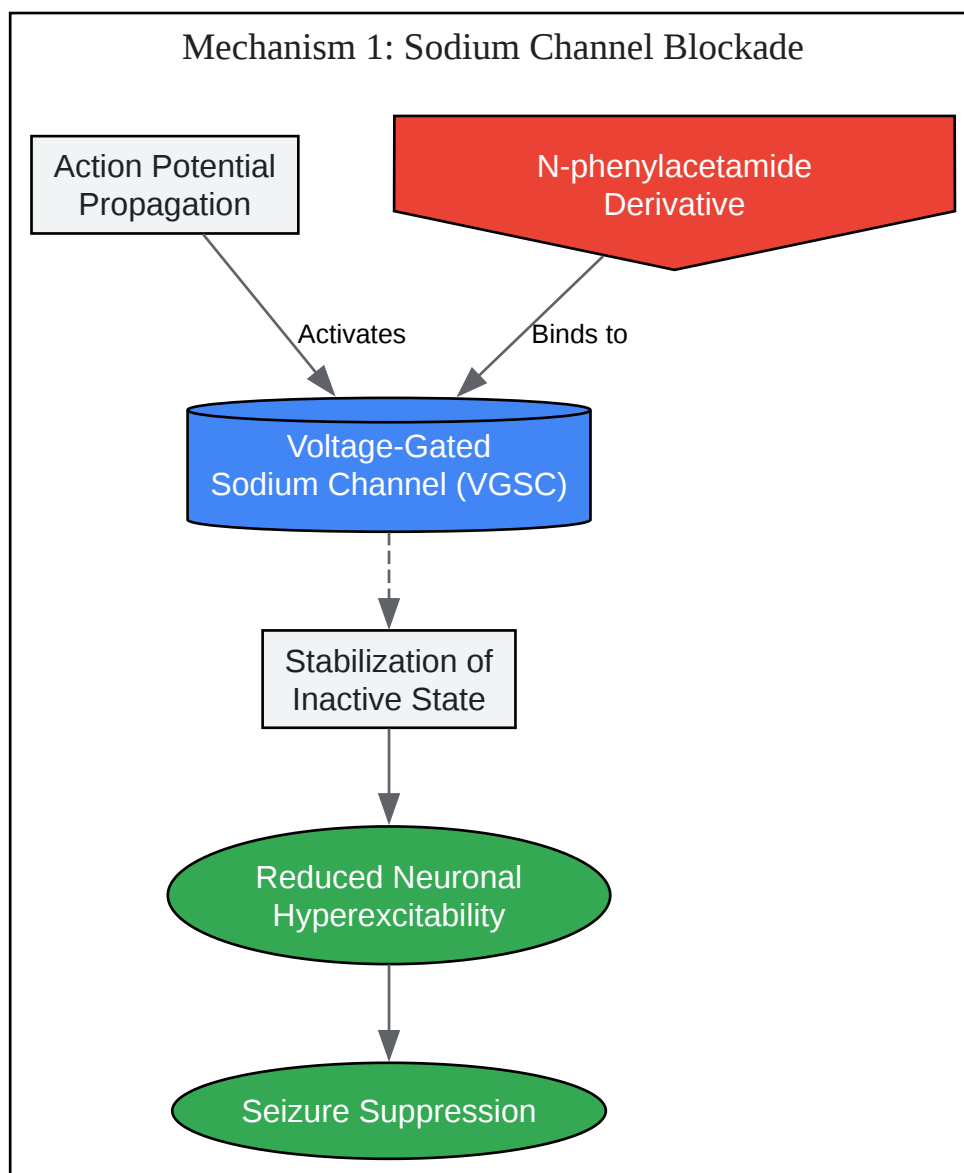 Mechanism 1: Sodium Channel Blockade
Action Potential
Propagation
N-phenylacetamide
Derivative
Activates
Binds to
Voltage-Gated
Sodium Channel (VGSC)
Stabilization of
Inactive State
Reduced Neuronal
Hyperexcitability
Seizure Suppression